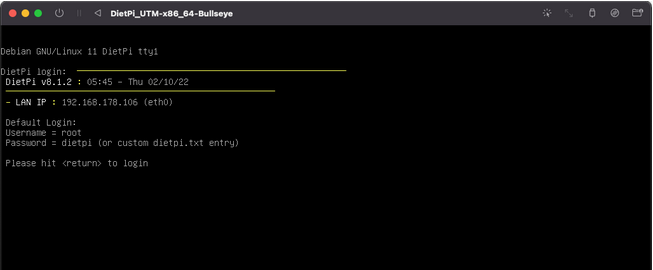 DietPi_UTM-x86_64-Bullseye
Debian GNU/Linux 11 DietPi tty1
DietPi login:
DietPi v8.1.2 : 05:45 - Thu 02/10/22
- LAN IP : 192.168.178.106 (eth0)
Default Login:
Username = root
Password = dietpi (or custom dietpi.txt entry)
Please hit <return> to login